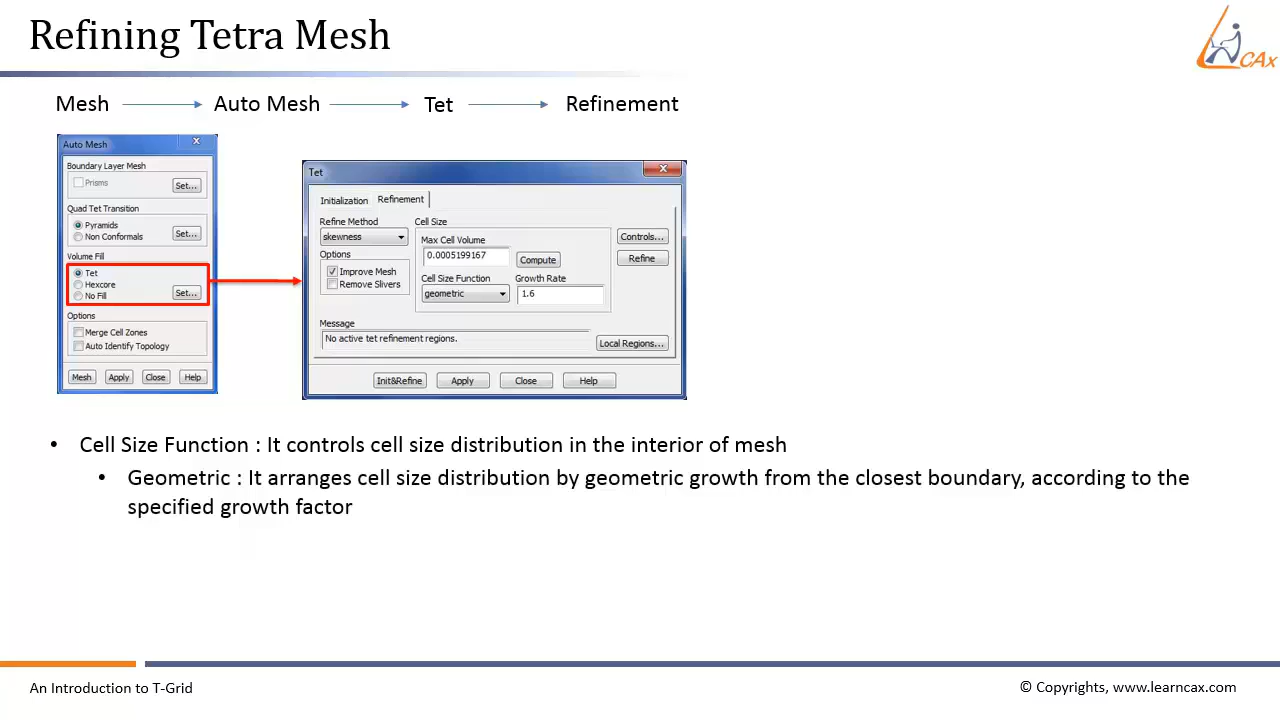 Refining Tetra Mesh
CAx
Mesh Auto Mesh Tet Refinement
Auto Mesh
Boundary Layer Mesh
Prisms Set...
Quad Tet Transition
Pyramids
Non Conformals Set...
Volume Fill
Tet
Hexcore
No Fill Set...
Options
Merge Cell Zones
Auto Identify Topology
Mesh Apply Close Help
Tet
Initialization Refinement
Refine Method
skewness
Options
Improve Mesh
Remove Slivers
Cell Size
Max Cell Volume
0.0005199167 Compute
Cell Size Function Growth Rate
geometric 1.6
Controls...
Refine
Message
No active tet refinement regions.
Local Regions...
Init&Refine Apply Close Help
• Cell Size Function : It controls cell size distribution in the interior of mesh
• Geometric : It arranges cell size distribution by geometric growth from the closest boundary, according to the
specified growth factor
An Introduction to T-Grid
© Copyrights, www.learncax.com